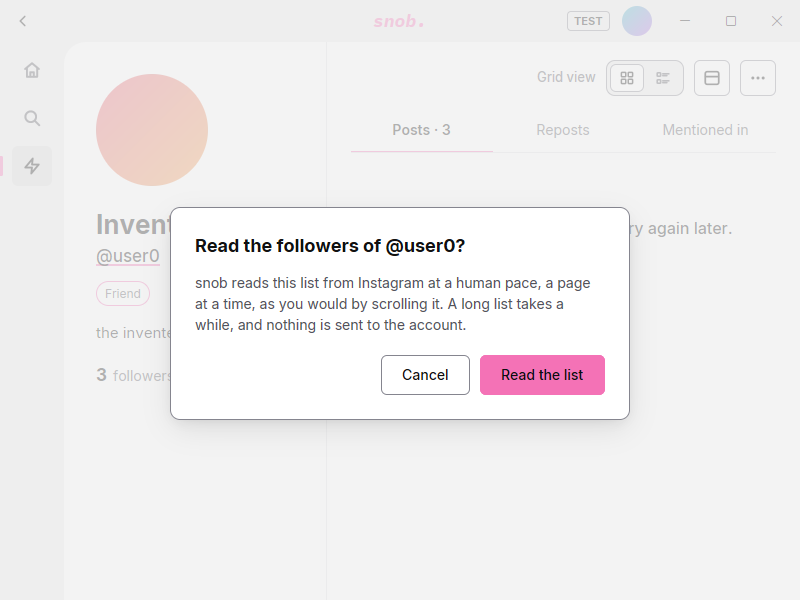 snob.
TEST
Grid view
Posts · 3
Reposts
Mentioned in
Invent
@user0
Friend
the invente
3 followers
ry again later.
Read the followers of @user0?
snob reads this list from Instagram at a human pace, a page
at a time, as you would by scrolling it. A long list takes a
while, and nothing is sent to the account.
Cancel
Read the list